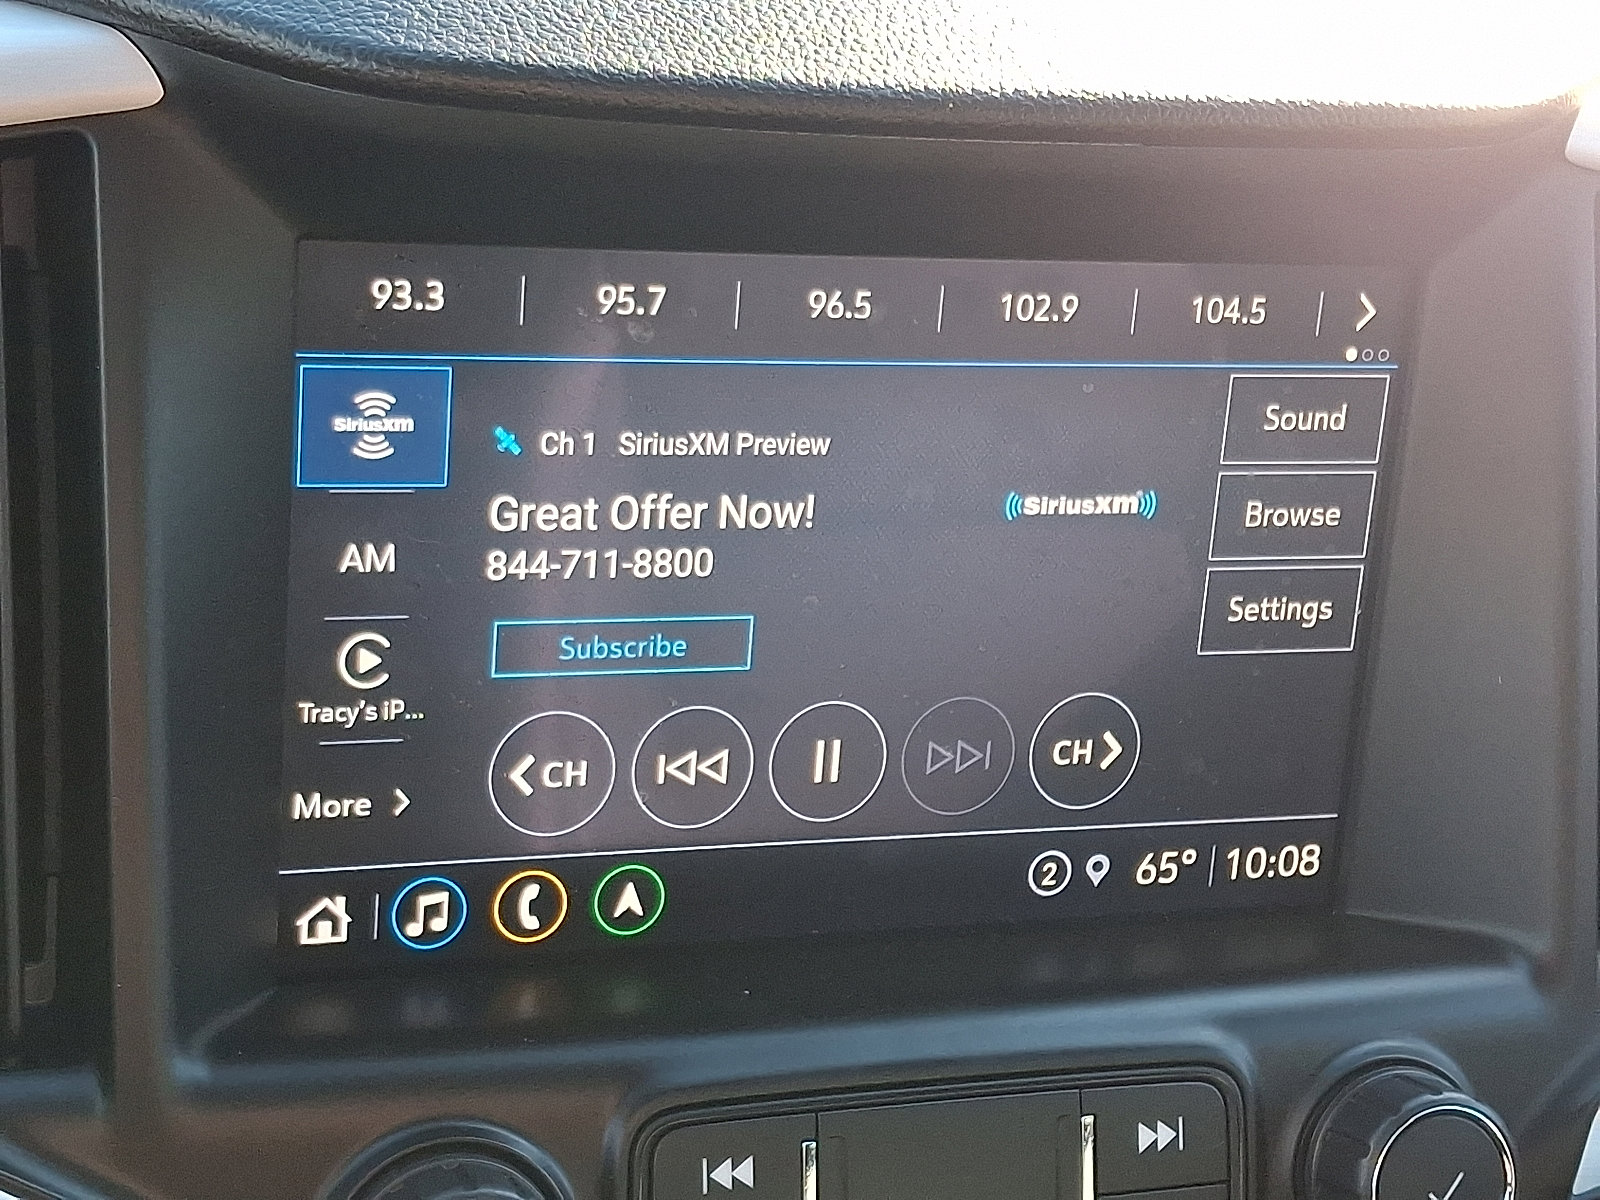 93.3 95.7 96.5 102.9 104.5
SiriusXM
Ch 1 SiriusXM Preview
Great Offer Now!
844-711-8800
Subscribe
SiriusXM
Sound
Browse
Settings
AM
Tracy's iP...
More
CH
CH
2 65° 10:08